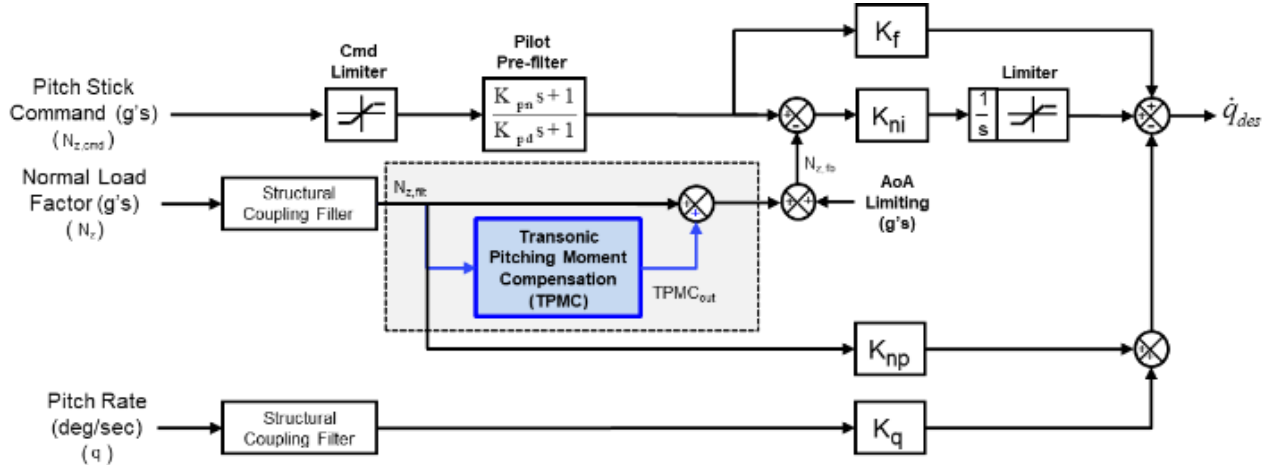 Pitch Stick
Command (g's)
(N_z,cmd)
Cmd
Limiter
Pilot
Pre-filter
K_pn s + 1
K_pd s + 1
K_f
K_ni
Limiter
1
s
+
+
-
q̇_des
Normal Load
Factor (g's)
(N_z)
Structural
Coupling Filter
N_z,flt
+
+
N_z,fb
+
+
AoA
Limiting
(g's)
Transonic
Pitching Moment
Compensation
(TPMC)
TPMC_out
K_np
+
+
Pitch Rate
(deg/sec)
(q)
Structural
Coupling Filter
K_q